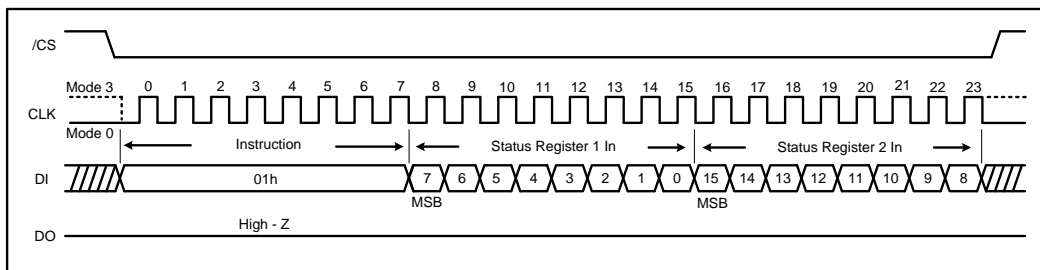 /CS
Mode 3 0 1 2 3 4 5 6 7 8 9 10 11 12 13 14 15 16 17 18 19 20 21 22 23
CLK
Mode 0
Instruction Status Register 1 In Status Register 2 In
DI 01h 7 6 5 4 3 2 1 0 15 14 13 12 11 10 9 8
MSB MSB
High - Z
DO